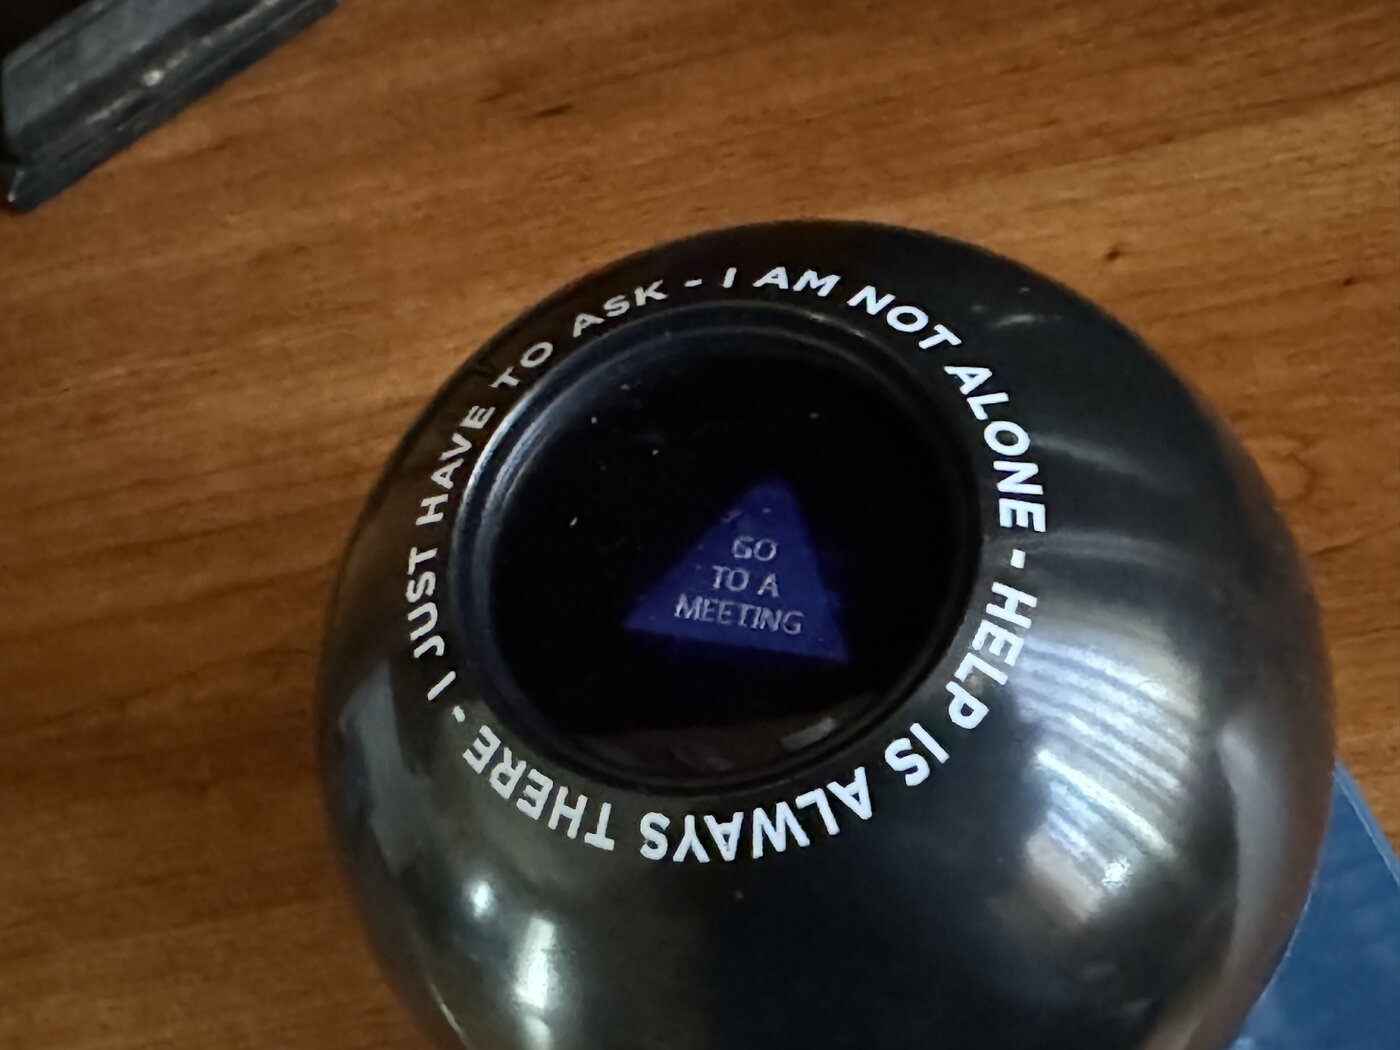 I AM NOT ALONE - HELP IS ALWAYS THERE - I JUST HAVE TO ASK -
GO
TO A
MEETING